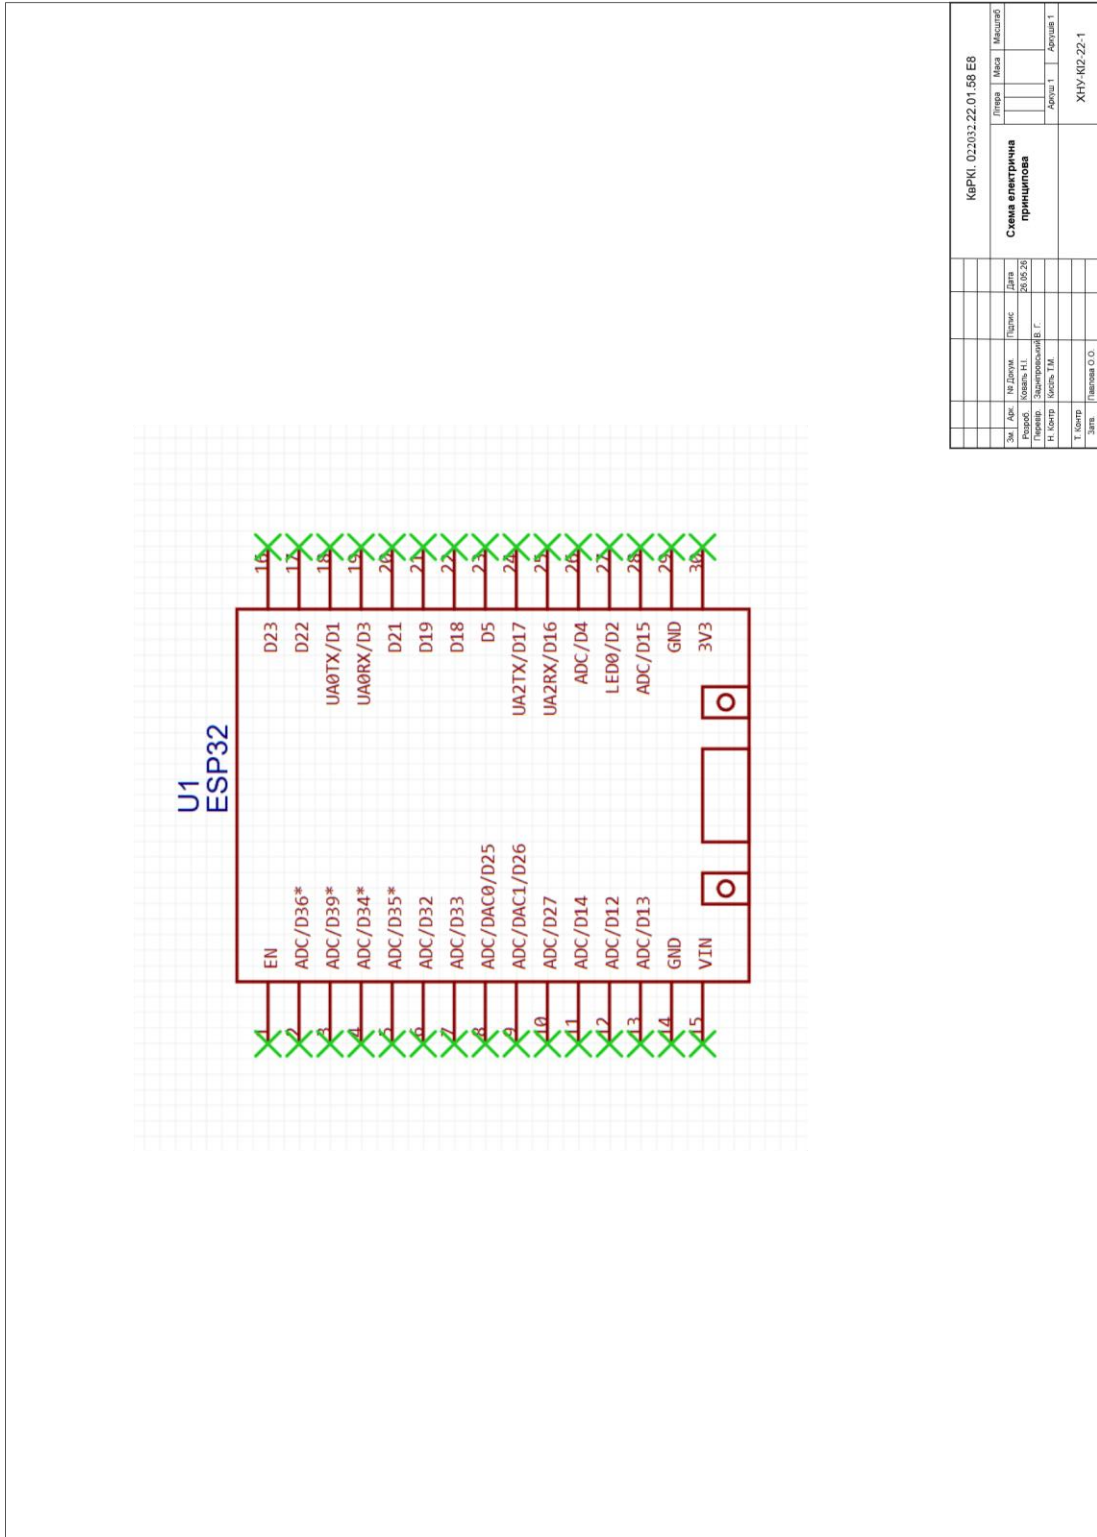 U1
ESP32
1 EN
2 ADC/D36*
3 ADC/D39*
4 ADC/D34*
5 ADC/D35*
6 ADC/D32
7 ADC/D33
8 ADC/DAC0/D25
9 ADC/DAC1/D26
10 ADC/D27
11 ADC/D14
12 ADC/D12
13 ADC/D13
14 GND
15 VIN
D23 16
D22 17
UA0TX/D1 18
UA0RX/D3 19
D21 20
D19 21
D18 22
D5 23
UA2TX/D17 24
UA2RX/D16 25
ADC/D4 26
LED0/D2 27
ADC/D15 28
GND 29
3V3 30
КвРКІ. 022032.22.01.58 Е8
Зм. Арк. № Докум. Підпис Дата
Розроб. Коваль Н.І. 26.05.26
Перевір. Задніпровський В. Г.
Н. Контр Кисіль Т.М.
Т. Контр
Затв. Павлова О.О.
Схема електрична
принципова
Літера Маса Масштаб
Аркуш 1 Аркушів 1
ХНУ-КІ2-22-1